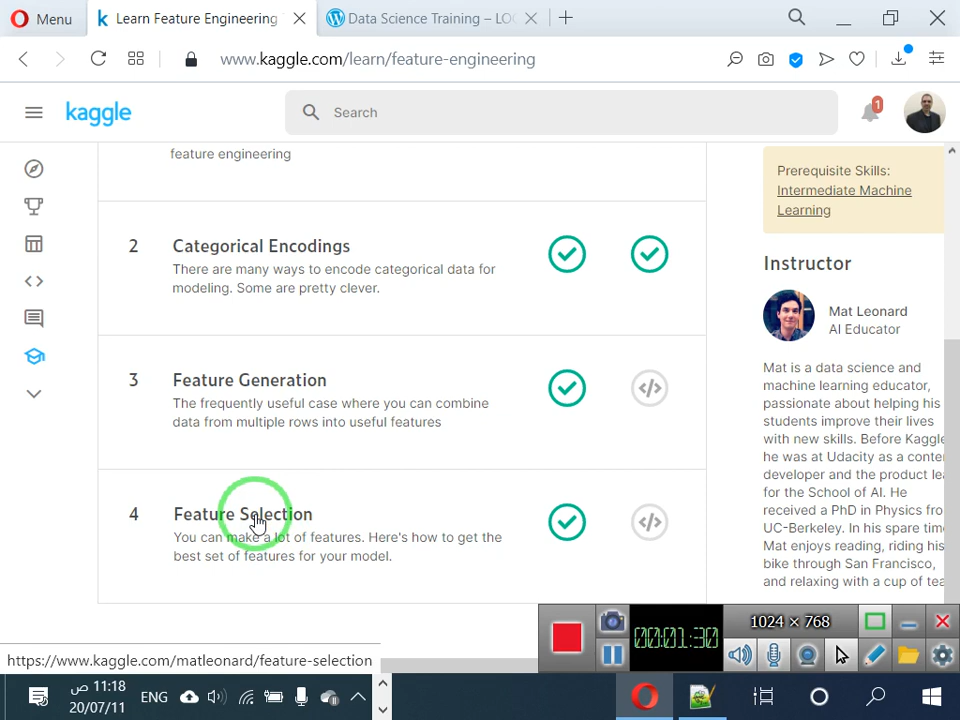 Menu
k Learn Feature Engineering
Data Science Training – LOC
www.kaggle.com/learn/feature-engineering
kaggle
Search
1
feature engineering
2 Categorical Encodings
There are many ways to encode categorical data for
modeling. Some are pretty clever.
3 Feature Generation
The frequently useful case where you can combine
data from multiple rows into useful features
4 Feature Selection
You can make a lot of features. Here's how to get the
best set of features for your model.
Prerequisite Skills:
Intermediate Machine
Learning
Instructor
Mat Leonard
AI Educator
Mat is a data science and
machine learning educator,
passionate about helping his
students improve their lives
with new skills. Before Kaggle
he was at Udacity as a conte
developer and the product lea
for the School of AI. He
received a PhD in Physics fro
UC-Berkeley. In his spare time
Mat enjoys reading, riding his
bike through San Francisco,
and relaxing with a cup of tea
00:01:30
1024 × 768
https://www.kaggle.com/matleonard/feature-selection
11:18 ص
20/07/11
ENG